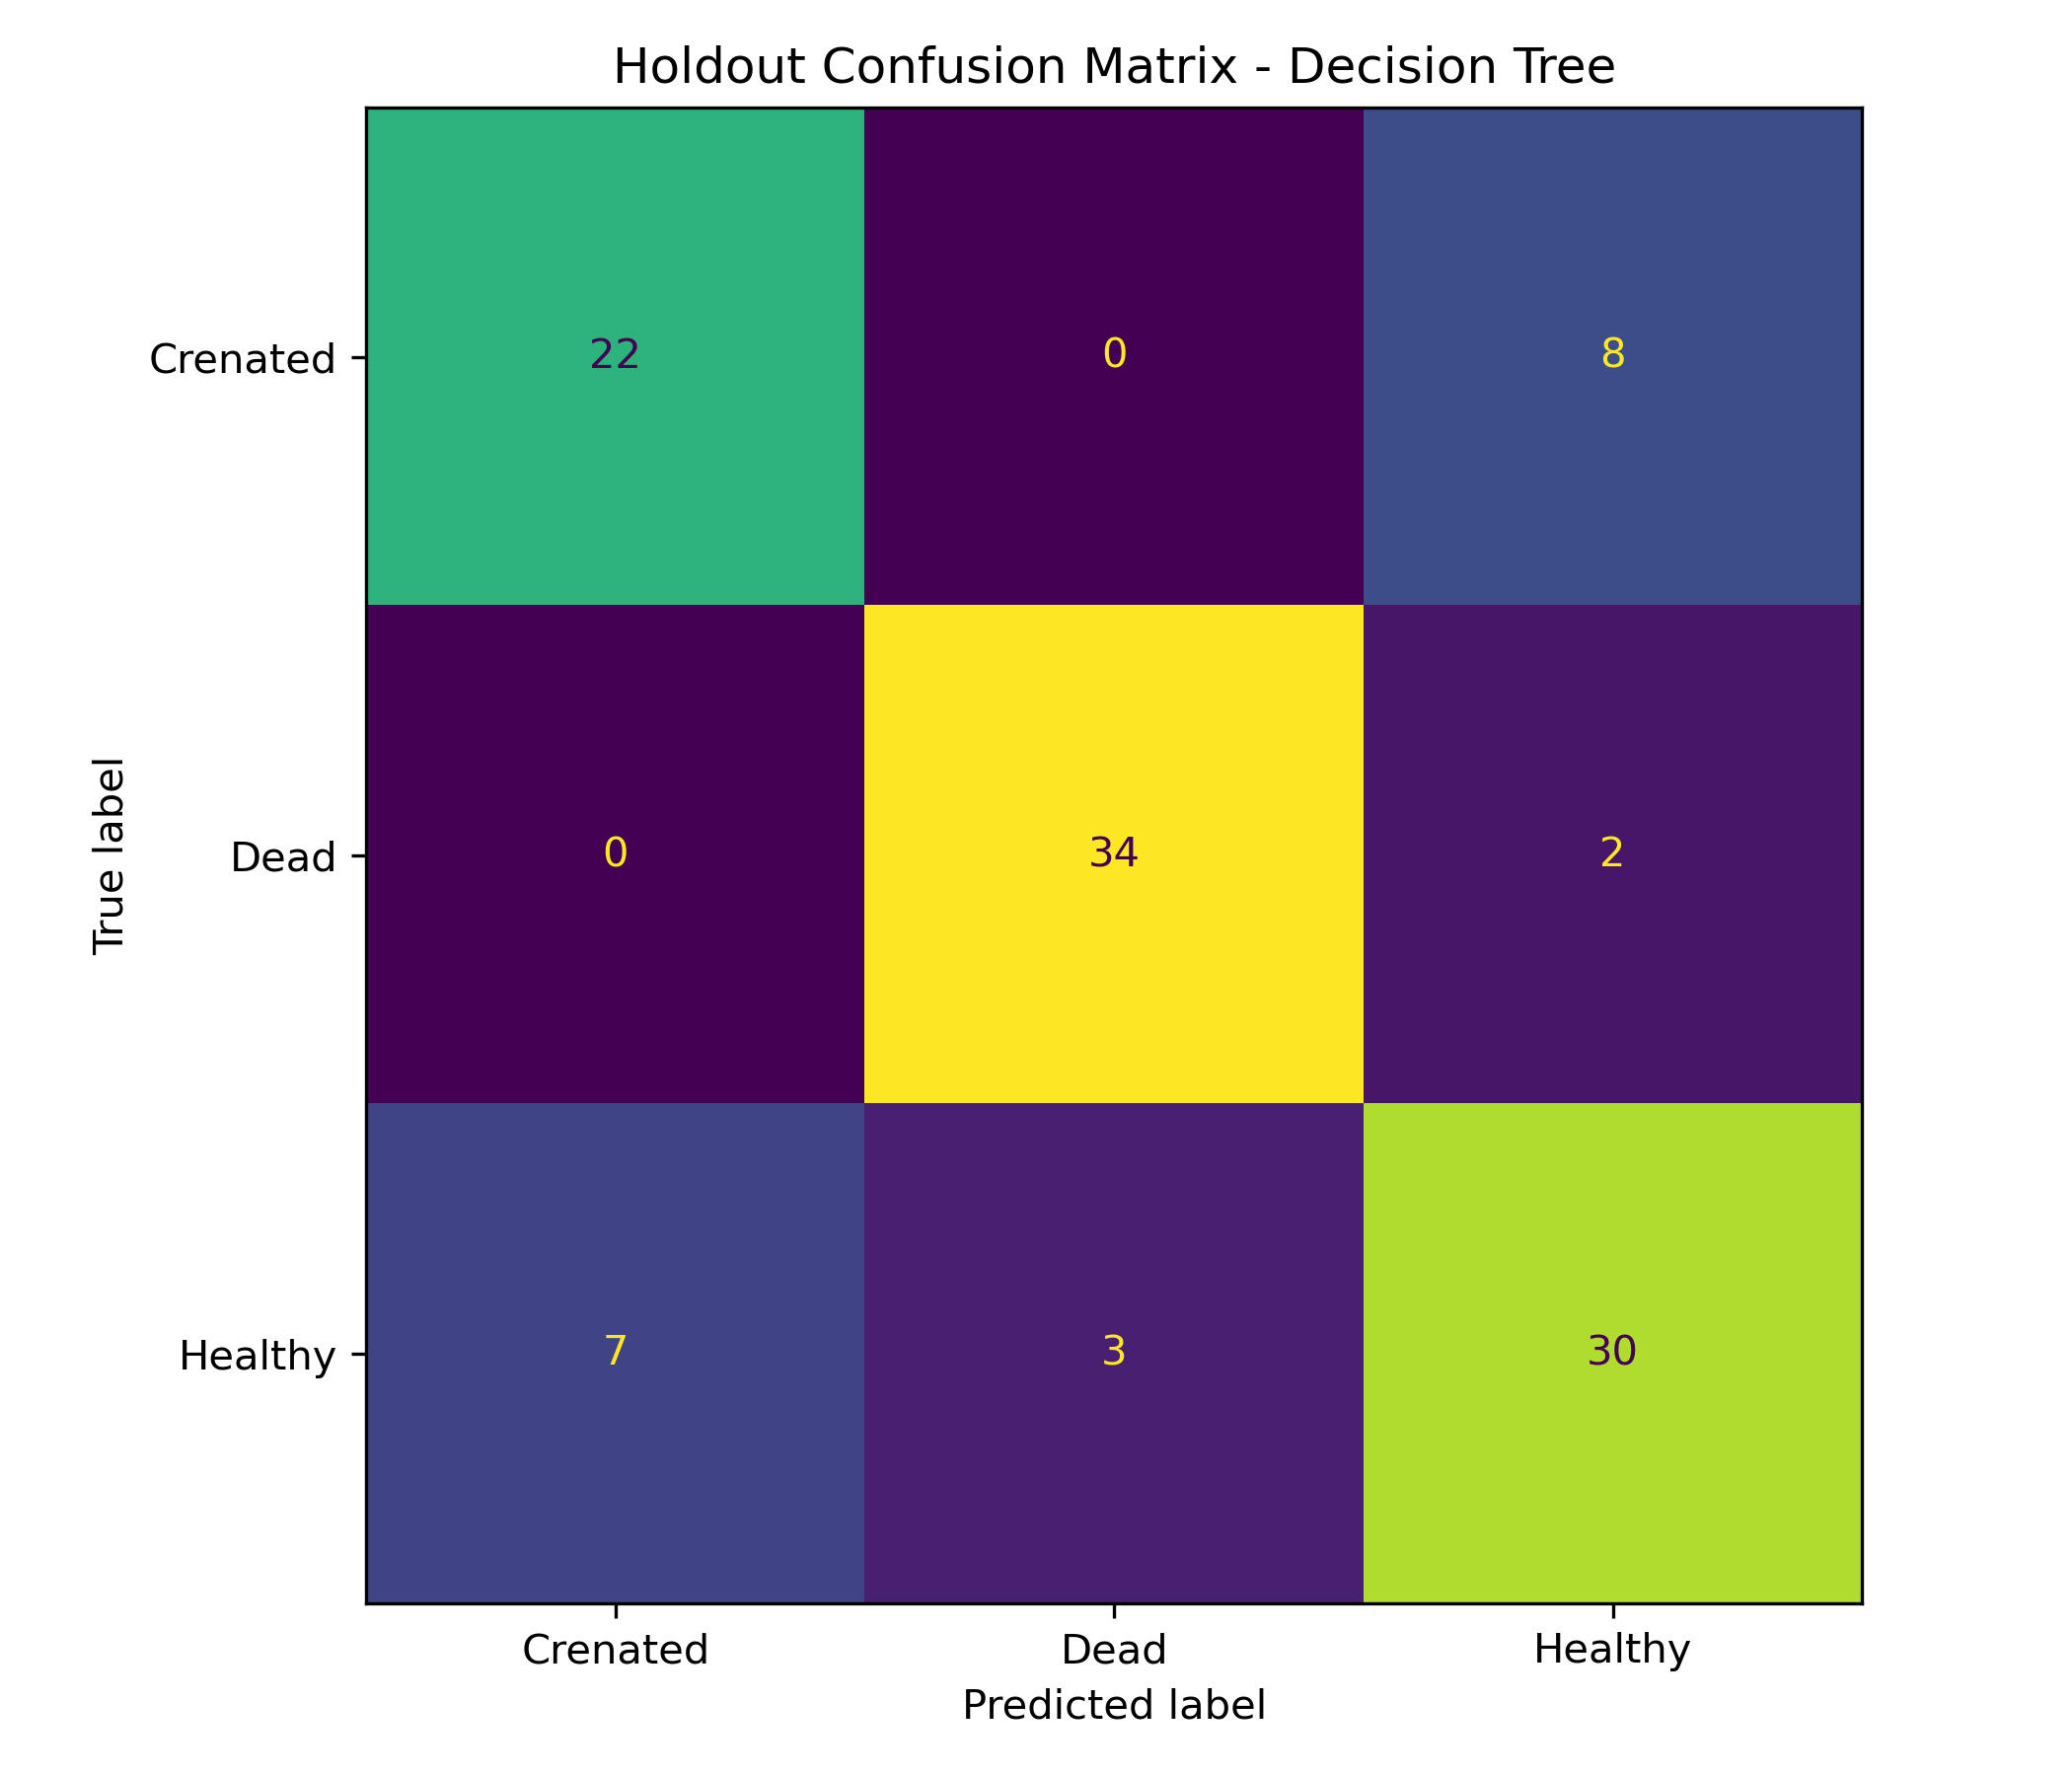 Holdout Confusion Matrix - Decision Tree
Crenated
22
0
8
True label
Dead
0
34
2
Healthy
7
3
30
Crenated
Dead
Healthy
Predicted label